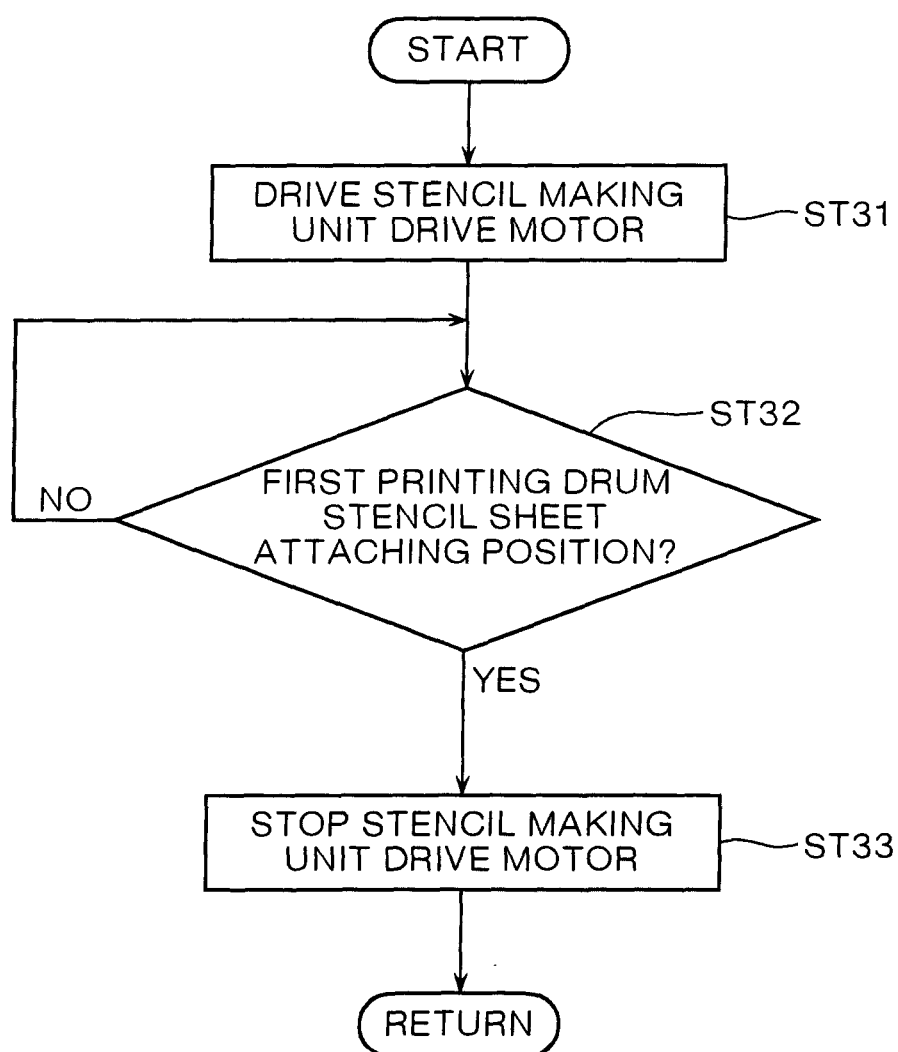 START
DRIVE STENCIL MAKING
UNIT DRIVE MOTOR
ST31
ST32
FIRST PRINTING DRUM
STENCIL SHEET
ATTACHING POSITION?
NO
YES
STOP STENCIL MAKING
UNIT DRIVE MOTOR
ST33
RETURN